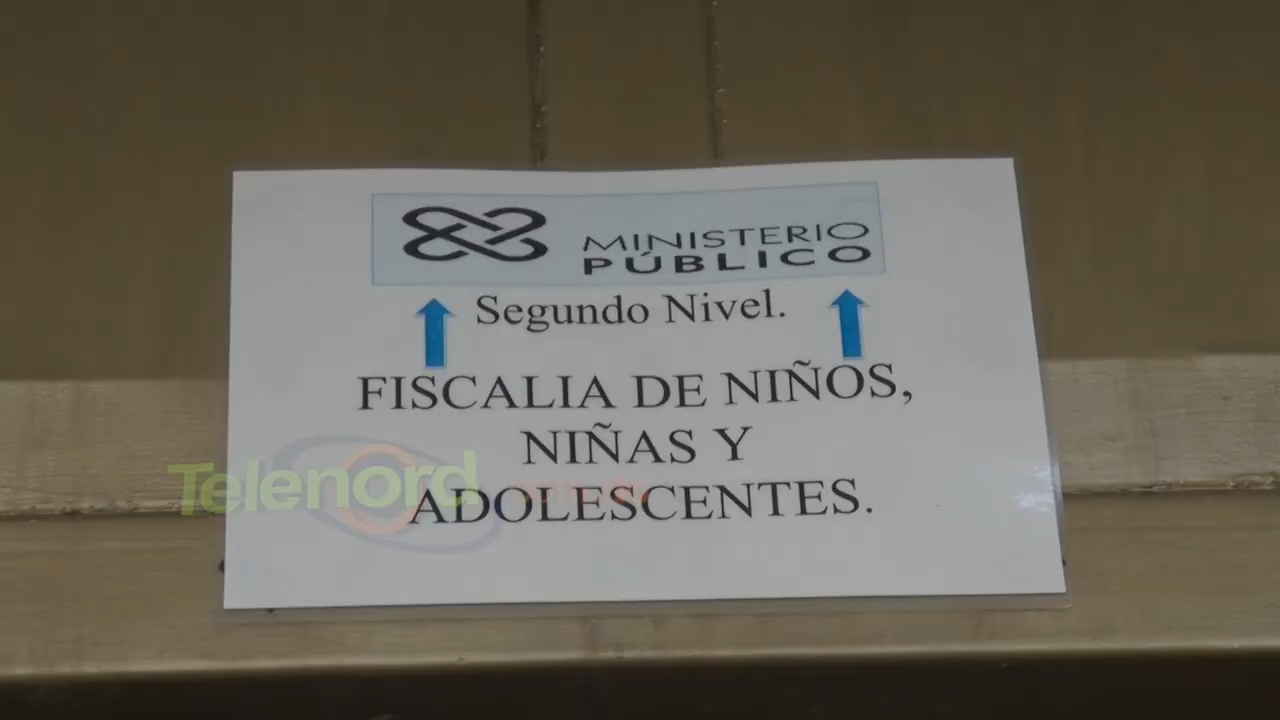 MINISTERIO
PÚBLICO
Segundo Nivel.
FISCALIA DE NIÑOS,
NIÑAS Y
ADOLESCENTES.
Telenord